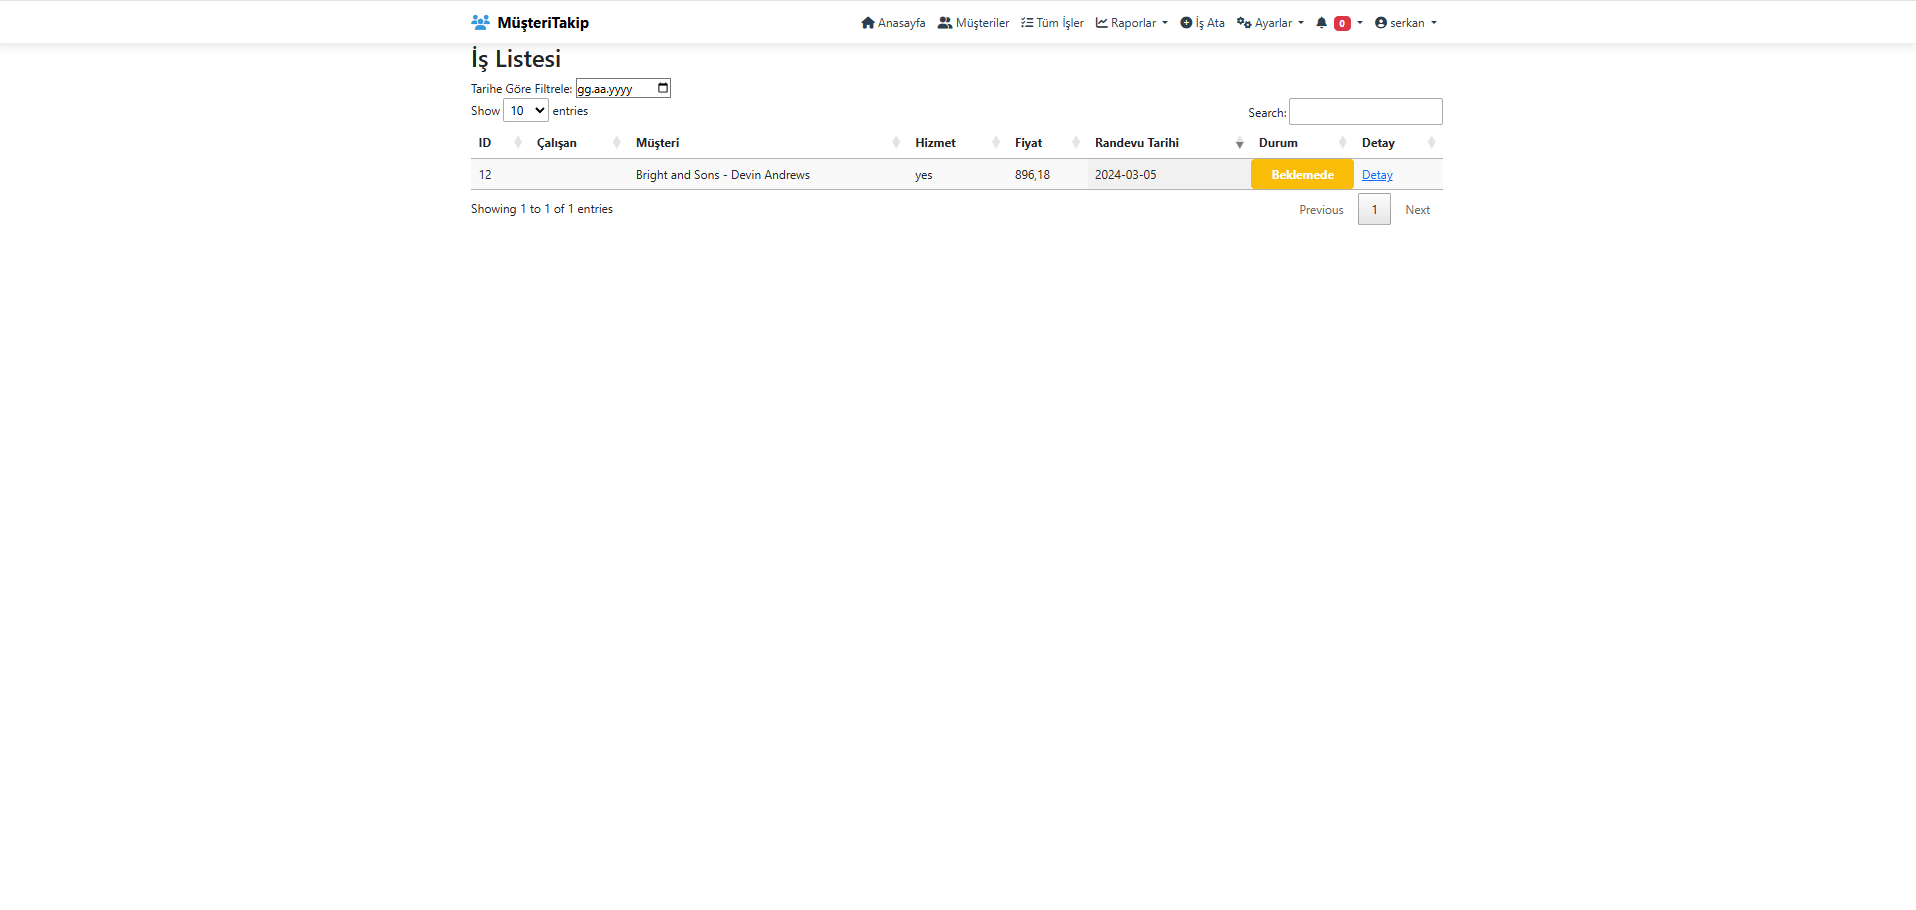 MüşteriTakip Anasayfa Müşteriler Tüm İşler Raporlar İş Ata Ayarlar 0 serkan
İş Listesi
Tarihe Göre Filtrele: gg.aa.yyyy
Show 10 entries Search:
ID Çalışan Müşteri Hizmet Fiyat Randevu Tarihi Durum Detay
12 Bright and Sons - Devin Andrews yes 896,18 2024-03-05 Beklemede Detay
Showing 1 to 1 of 1 entries Previous 1 Next